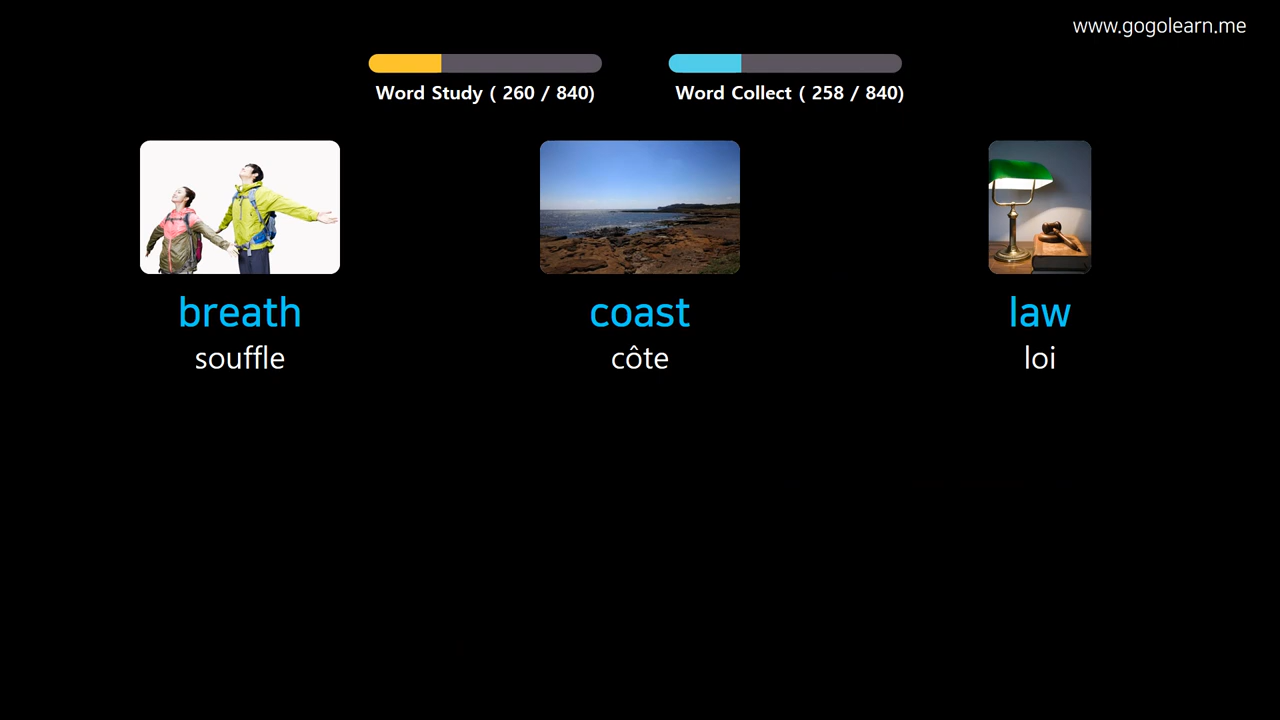 www.gogolearn.me
Word Study ( 260 / 840)
Word Collect ( 258 / 840)
breath
souffle
coast
côte
law
loi